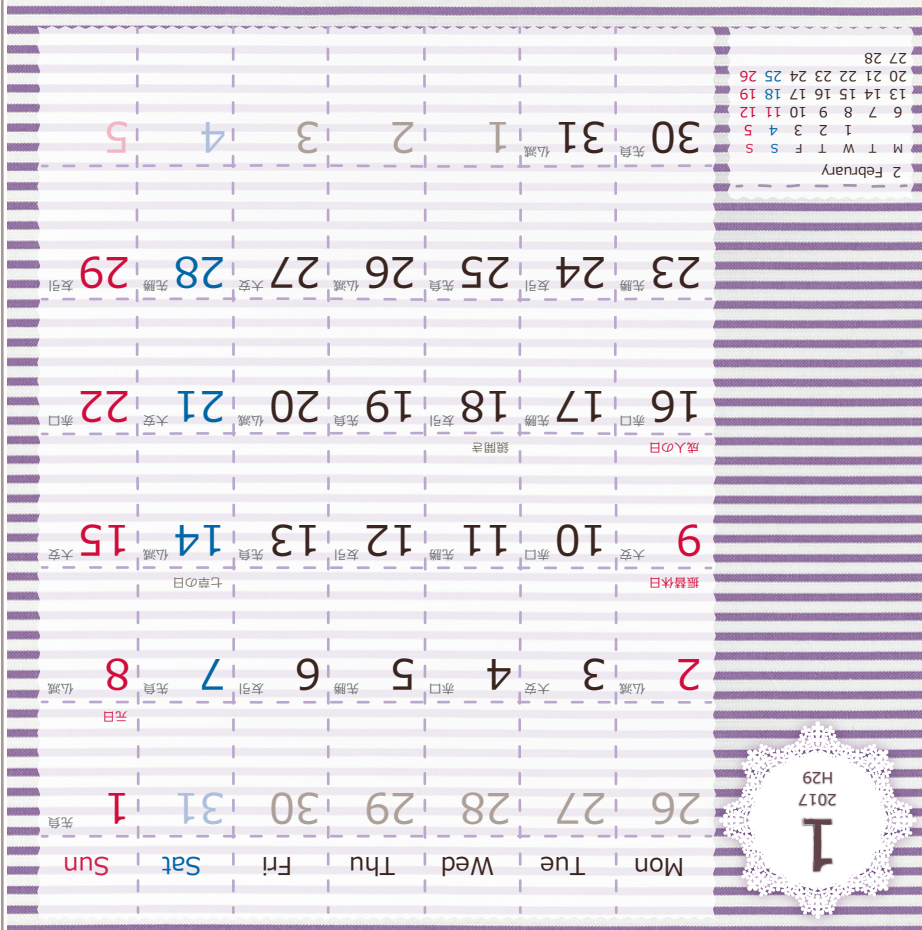 1
2017
H29
Mon Tue Wed Thu Fri Sat Sun
26 27 28 29 30 31 1 先負
元日
2 仏滅 3 大安 4 赤口 5 先勝 6 友引 7 先負 8 仏滅
振替休日 七草の日
9 大安 10 赤口 11 先勝 12 友引 13 先負 14 仏滅 15 大安
成人の日 鏡開き
16 赤口 17 先勝 18 友引 19 先負 20 仏滅 21 大安 22 赤口
23 先勝 24 友引 25 先負 26 仏滅 27 大安 28 先勝 29 友引
30 先負 31 仏滅 1 2 3 4 5
2 February
M T W T F S S
1 2 3 4 5
6 7 8 9 10 11 12
13 14 15 16 17 18 19
20 21 22 23 24 25 26
27 28